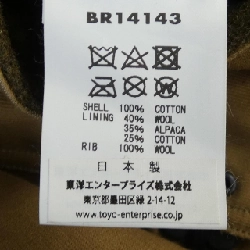 BR14143
SHELL 100% COTTON
LINING 40% WOOL
35% ALPACA
25% COTTON
RIB 100% WOOL
日本製
東洋エンタープライズ株式会社
東京都墨田区緑 2-14-12
www.toyo-enterprise.co.jp